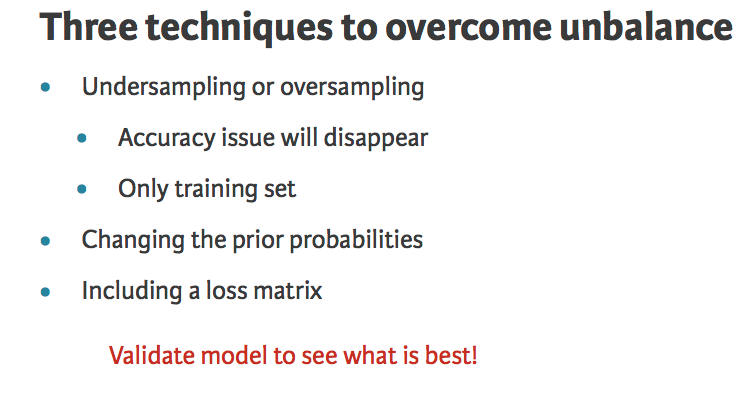 Three techniques to overcome unbalance
• Undersampling or oversampling
• Accuracy issue will disappear
• Only training set
• Changing the prior probabilities
• Including a loss matrix
Validate model to see what is best!